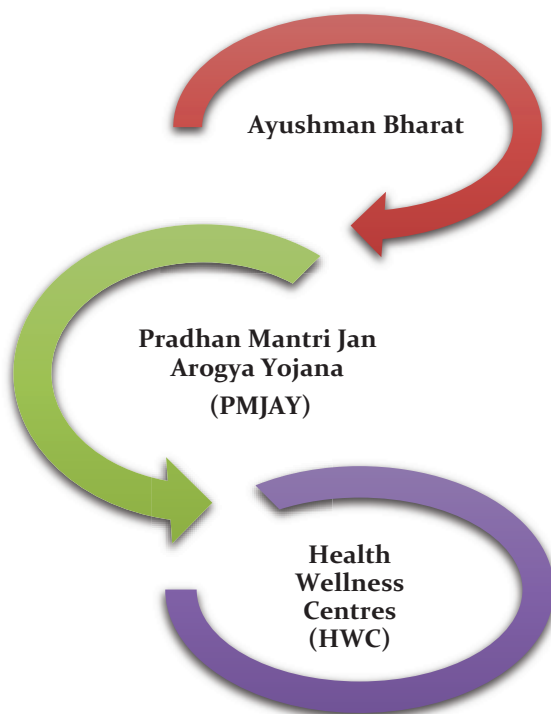 Ayushman Bharat
Pradhan Mantri Jan
Arogya Yojana
(PMJAY)
Health
Wellness
Centres
(HWC)